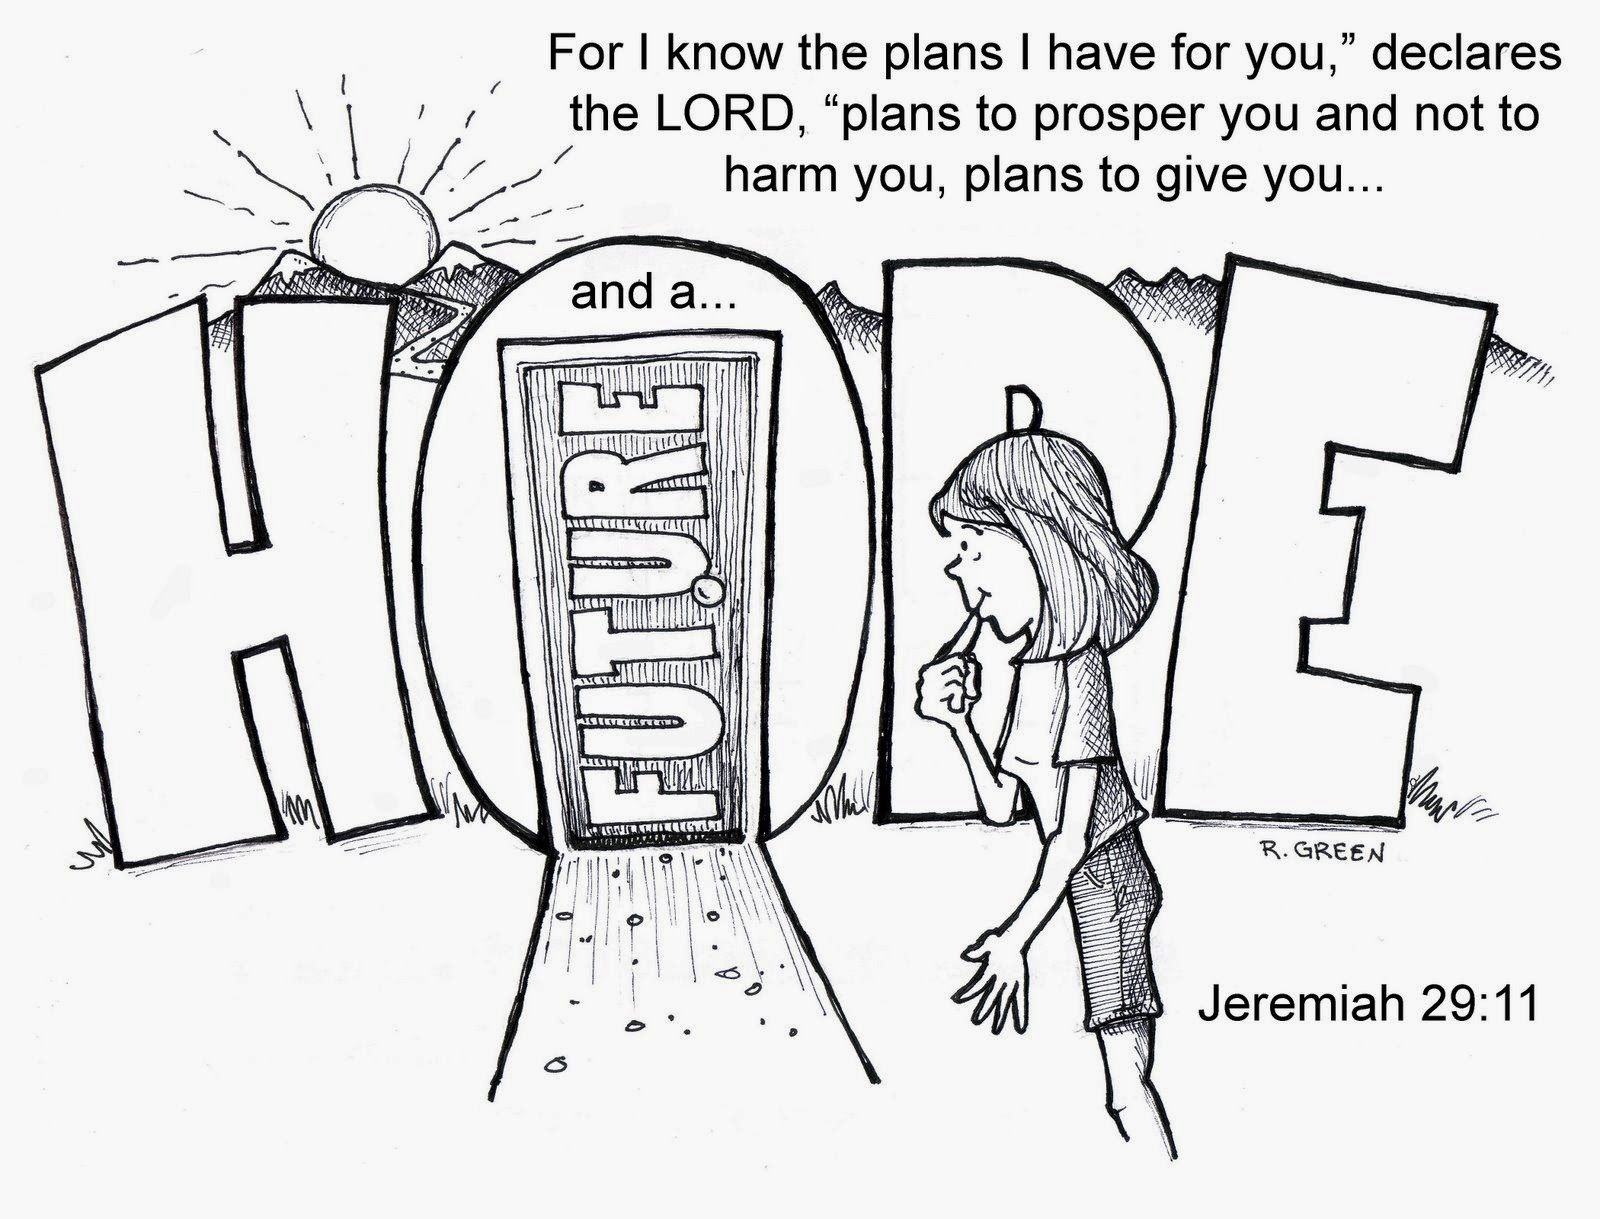 For I know the plans I have for you,” declares
the LORD, “plans to prosper you and not to
harm you, plans to give you...
HOPE
and a...
FUTURE
R. GREEN
Jeremiah 29:11